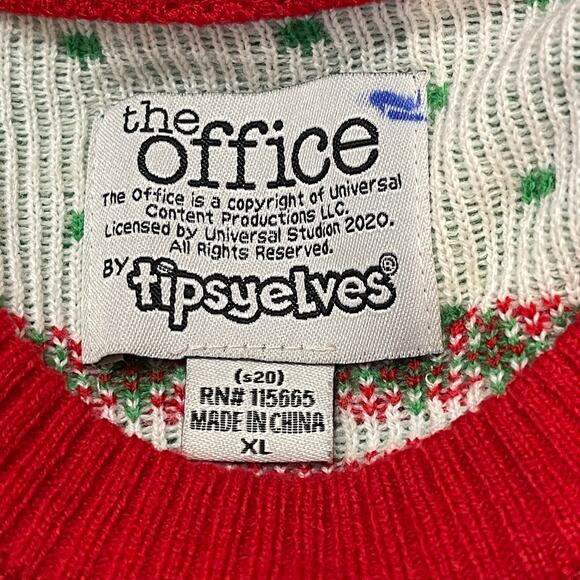 the
office
The Office is a copyright of Universal
Content Productions LLC.
Licensed by Universal Studion 2020.
All Rights Reserved.
BY tipsyelves®
(s20)
RN# 115665
MADE IN CHINA
XL